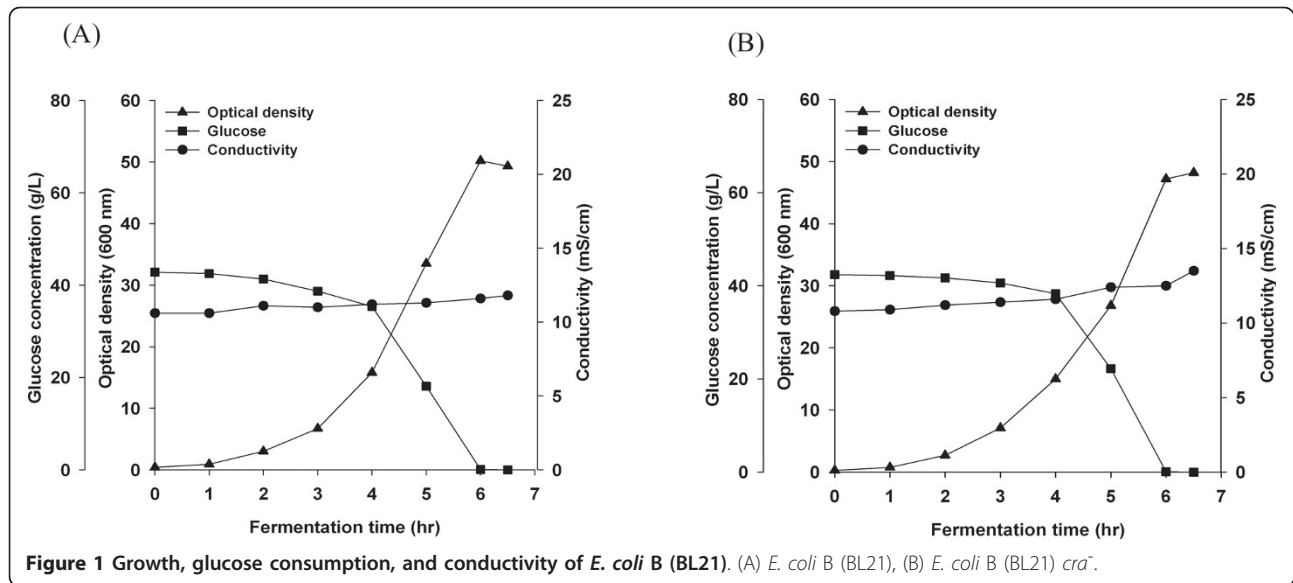 (A)
Glucose concentration (g/L)
80
60
40
20
0
Optical density (600 nm)
60
50
40
30
20
10
0
Optical density
Glucose
Conductivity
25
20
15
10
5
0
Conductivity (mS/cm)
0 1 2 3 4 5 6 7
Fermentation time (hr)
(B)
Glucose concentration (g/L)
80
60
40
20
0
Optical density (600 nm)
60
50
40
30
20
10
0
Optical density
Glucose
Conductivity
25
20
15
10
5
0
Conductivity (mS/cm)
0 1 2 3 4 5 6 7
Fermentation time (hr)
Figure 1 Growth, glucose consumption, and conductivity of E. coli B (BL21). (A) E. coli B (BL21), (B) E. coli B (BL21) cra⁻.